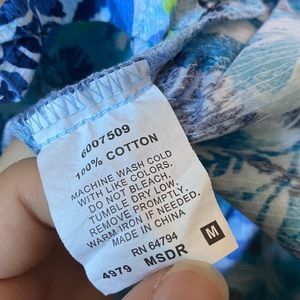 6007509
100% COTTON
MACHINE WASH COLD
WITH LIKE COLORS.
DO NOT BLEACH.
TUMBLE DRY LOW.
REMOVE PROMPTLY.
WARM IRON IF NEEDED.
MADE IN CHINA
RN 64794
4979 MSDR
M